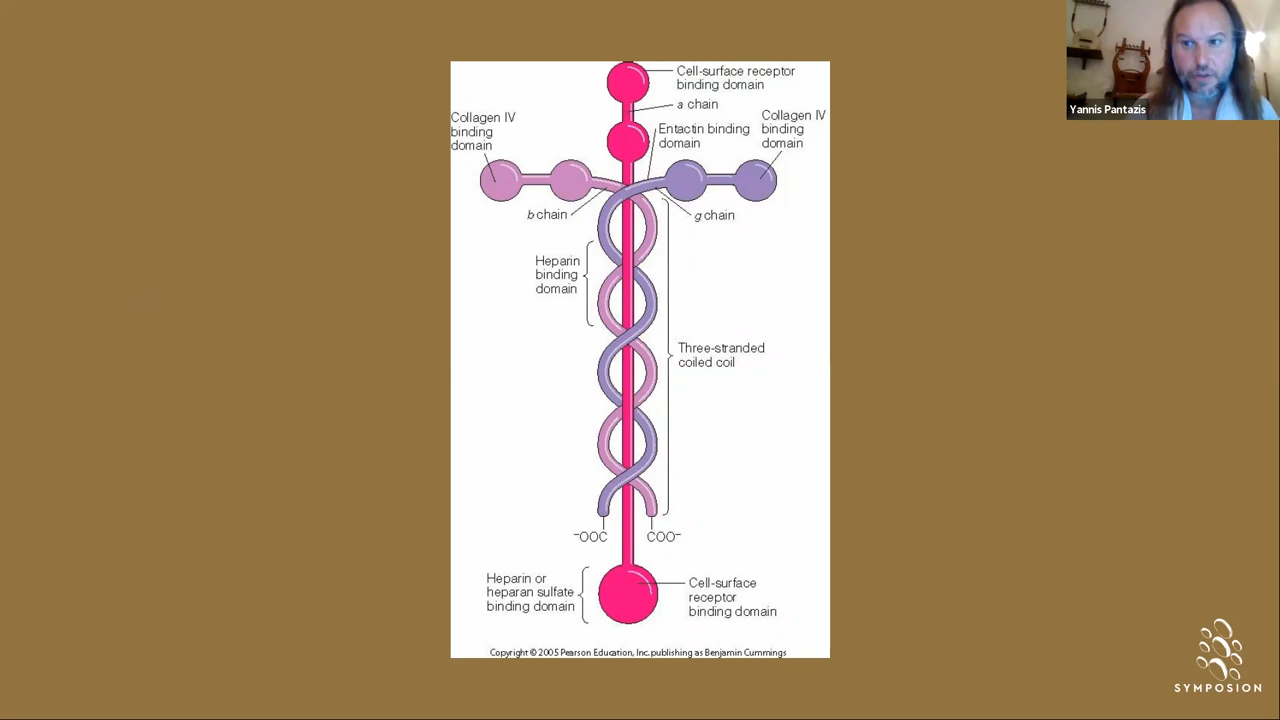 Cell-surface receptor
binding domain
a chain
Collagen IV
binding
domain
Entactin binding
domain
Collagen IV
binding
domain
b chain
g chain
Heparin
binding
domain
Three-stranded
coiled coil
⁻OOC
COO⁻
Heparin or
heparan sulfate
binding domain
Cell-surface
receptor
binding domain
Copyright © 2005 Pearson Education, Inc. publishing as Benjamin Cummings
Yannis Pantazis
SYMPOSION